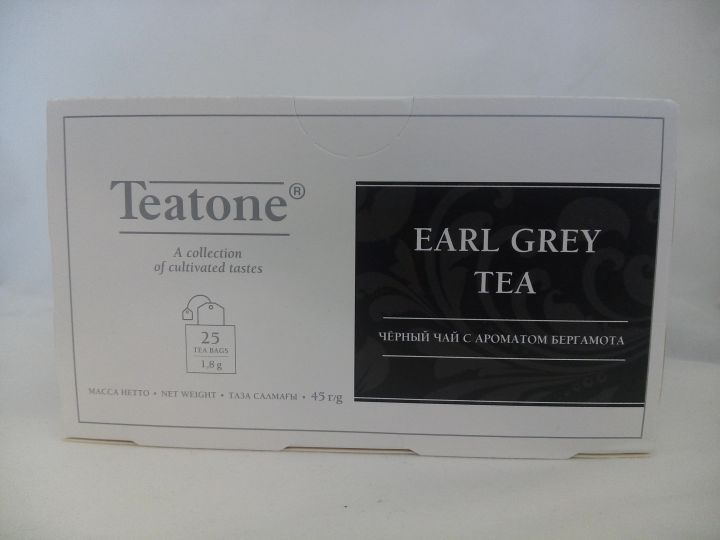 Teatone®
A collection
of cultivated tastes
25
TEA BAGS
1,8 g
МАССА НЕТТО • NET WEIGHT • ТАЗА САЛМАҒЫ • 45 г/g
EARL GREY
TEA
ЧЁРНЫЙ ЧАЙ С АРОМАТОМ БЕРГАМОТА